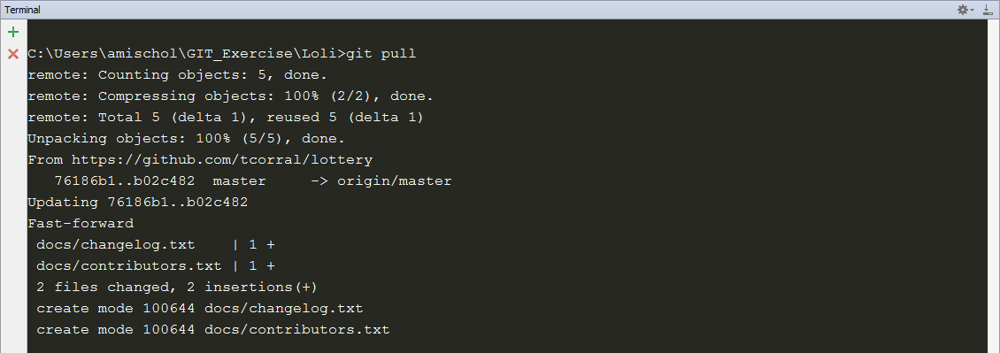 Terminal
C:\Users\amischol\GIT_Exercise\Loli>git pull
remote: Counting objects: 5, done.
remote: Compressing objects: 100% (2/2), done.
remote: Total 5 (delta 1), reused 5 (delta 1)
Unpacking objects: 100% (5/5), done.
From https://github.com/tcorral/lottery
   76186b1..b02c482  master     -> origin/master
Updating 76186b1..b02c482
Fast-forward
 docs/changelog.txt    | 1 +
 docs/contributors.txt | 1 +
 2 files changed, 2 insertions(+)
 create mode 100644 docs/changelog.txt
 create mode 100644 docs/contributors.txt